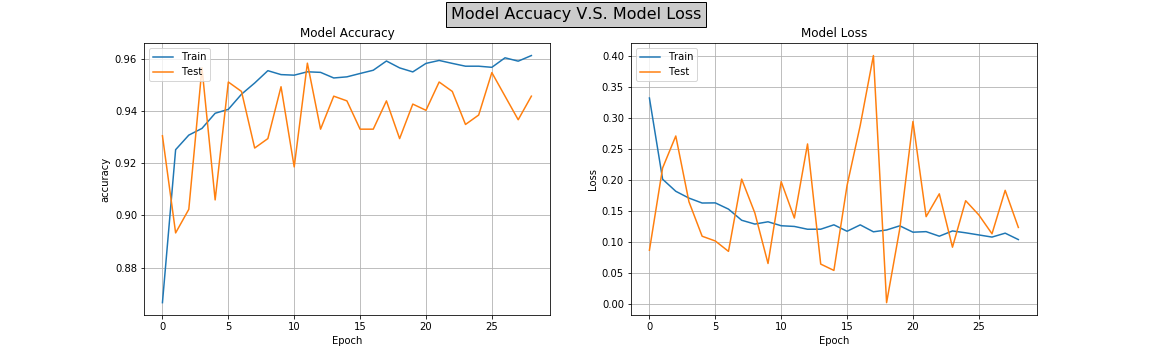 Model Accuacy V.S. Model Loss
Model Accuracy
Train
Test
0.96
0.94
0.92
0.90
0.88
accuracy
0
5
10
15
20
25
Epoch
Model Loss
Train
Test
0.40
0.35
0.30
0.25
0.20
0.15
0.10
0.05
0.00
Loss
0
5
10
15
20
25
Epoch